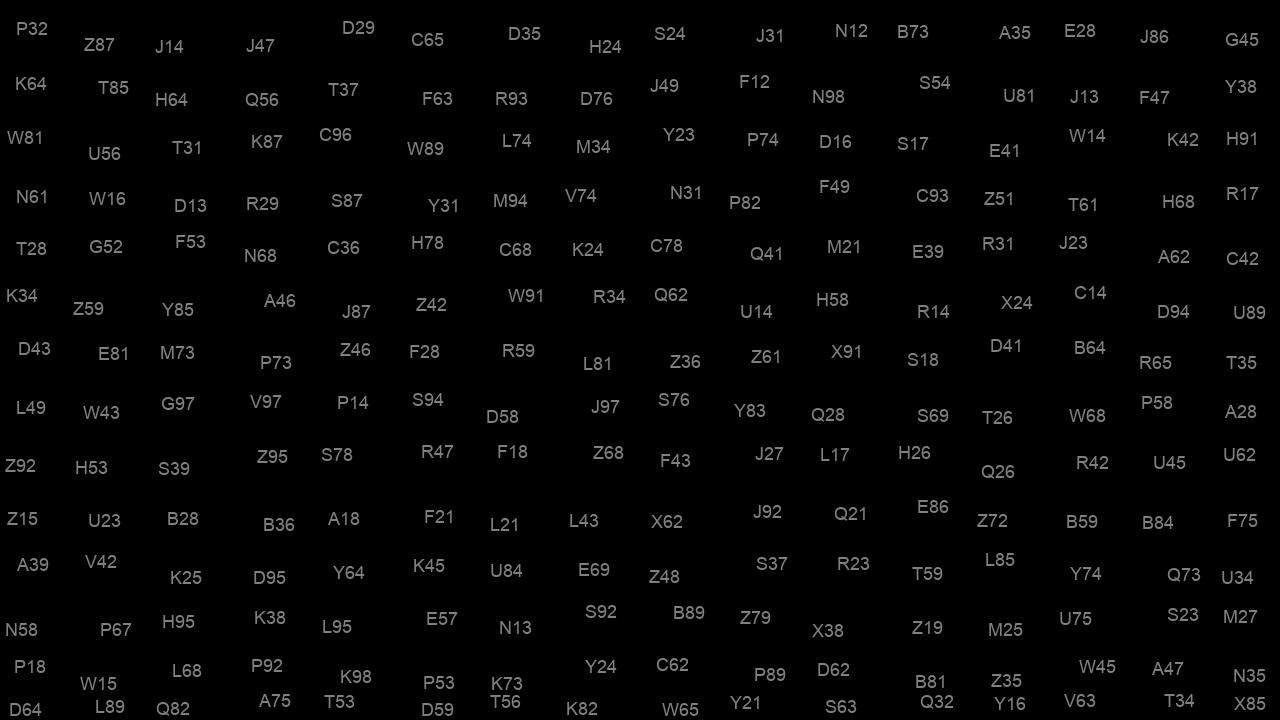 P32 Z87 J14 J47 D29 C65 D35 H24 S24 J31 N12 B73 A35 E28 J86 G45
K64 T85 H64 Q56 T37 F63 R93 D76 J49 F12 N98 S54 U81 J13 F47 Y38
W81 U56 T31 K87 C96 W89 L74 M34 Y23 P74 D16 S17 E41 W14 K42 H91
N61 W16 D13 R29 S87 Y31 M94 V74 N31 P82 F49 C93 Z51 T61 H68 R17
T28 G52 F53 N68 C36 H78 C68 K24 C78 Q41 M21 E39 R31 J23 A62 C42
K34 Z59 Y85 A46 J87 Z42 W91 R34 Q62 U14 H58 R14 X24 C14 D94 U89
D43 E81 M73 P73 Z46 F28 R59 L81 Z36 Z61 X91 S18 D41 B64 R65 T35
L49 W43 G97 V97 P14 S94 D58 J97 S76 Y83 Q28 S69 T26 W68 P58 A28
Z92 H53 S39 Z95 S78 R47 F18 Z68 F43 J27 L17 H26 Q26 R42 U45 U62
Z15 U23 B28 B36 A18 F21 L21 L43 X62 J92 Q21 E86 Z72 B59 B84 F75
A39 V42 K25 D95 Y64 K45 U84 E69 Z48 S37 R23 T59 L85 Y74 Q73 U34
N58 P67 H95 K38 L95 E57 N13 S92 B89 Z79 X38 Z19 M25 U75 S23 M27
P18 W15 L68 P92 K98 P53 K73 Y24 C62 P89 D62 B81 Z35 W45 A47 N35
D64 L89 Q82 A75 T53 D59 T56 K82 W65 Y21 S63 Q32 Y16 V63 T34 X85